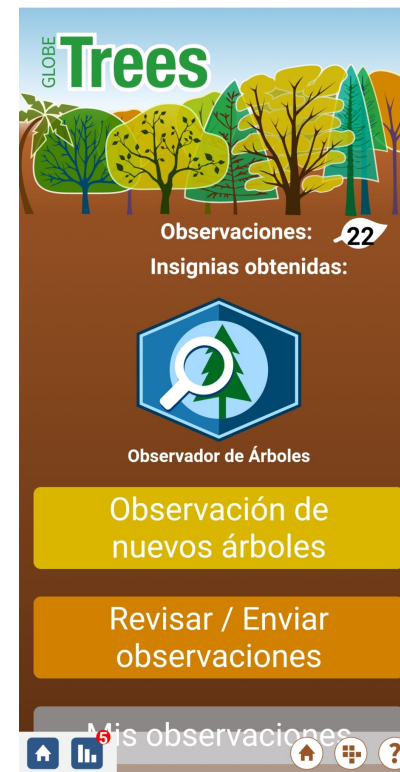 GLOBE
Trees
Observaciones: 22
Insignias obtenidas:
Observador de Árboles
Observación de
nuevos árboles
Revisar / Enviar
observaciones
Mis observaciones
5
?